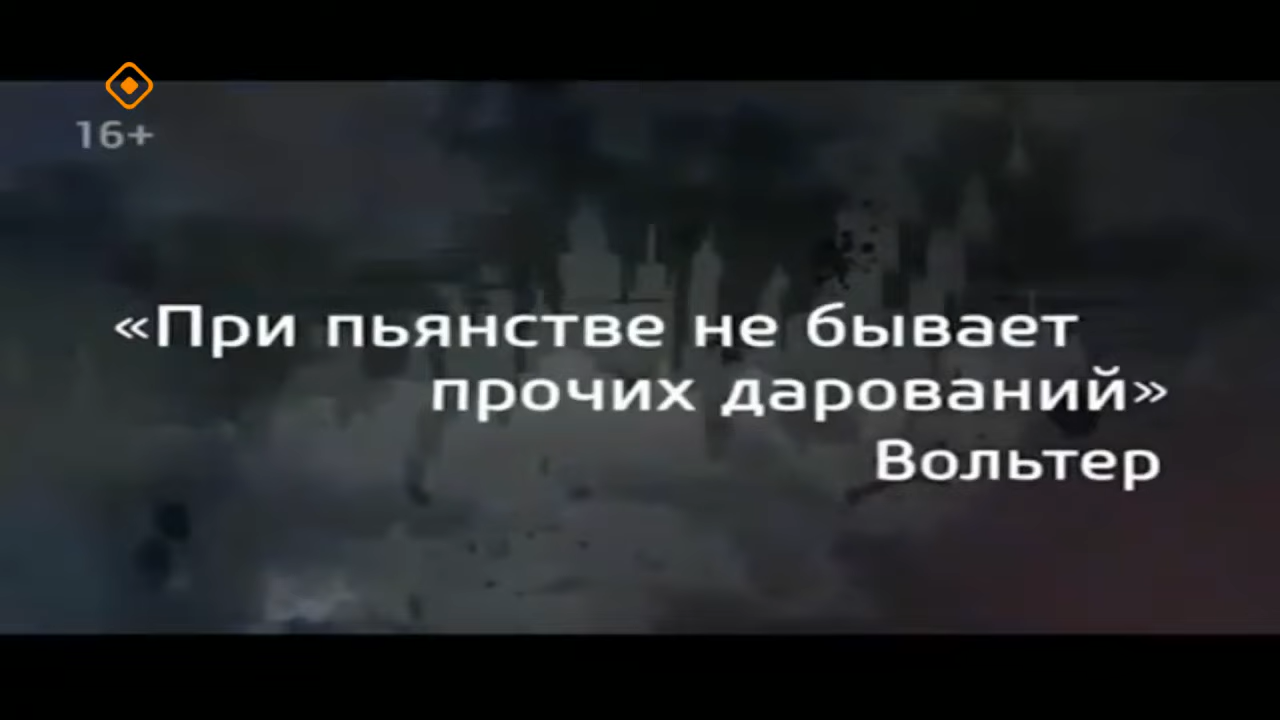 16+
«При пьянстве не бывает
прочих дарований»
Вольтер